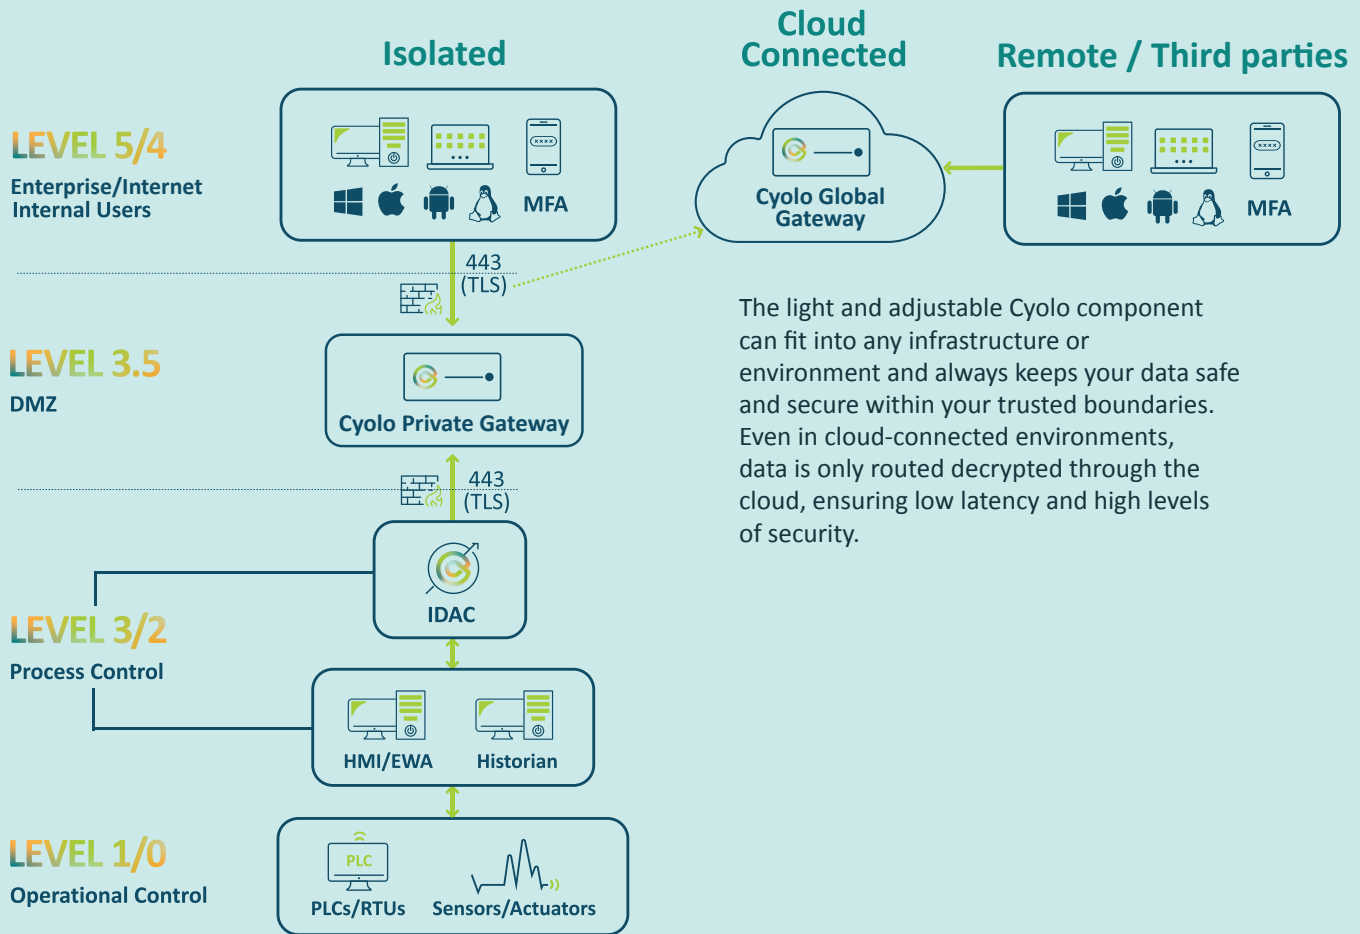 Isolated
Cloud
Connected
Remote / Third parties
LEVEL 5/4
Enterprise/Internet
Internal Users
MFA
Cyolo Global
Gateway
xxxx
MFA
xxxx
443
(TLS)
LEVEL 3.5
DMZ
Cyolo Private Gateway
The light and adjustable Cyolo component
can fit into any infrastructure or
environment and always keeps your data safe
and secure within your trusted boundaries.
Even in cloud-connected environments,
data is only routed decrypted through the
cloud, ensuring low latency and high levels
of security.
443
(TLS)
IDAC
LEVEL 3/2
Process Control
HMI/EWA
Historian
LEVEL 1/0
Operational Control
PLC
PLCs/RTUs
Sensors/Actuators